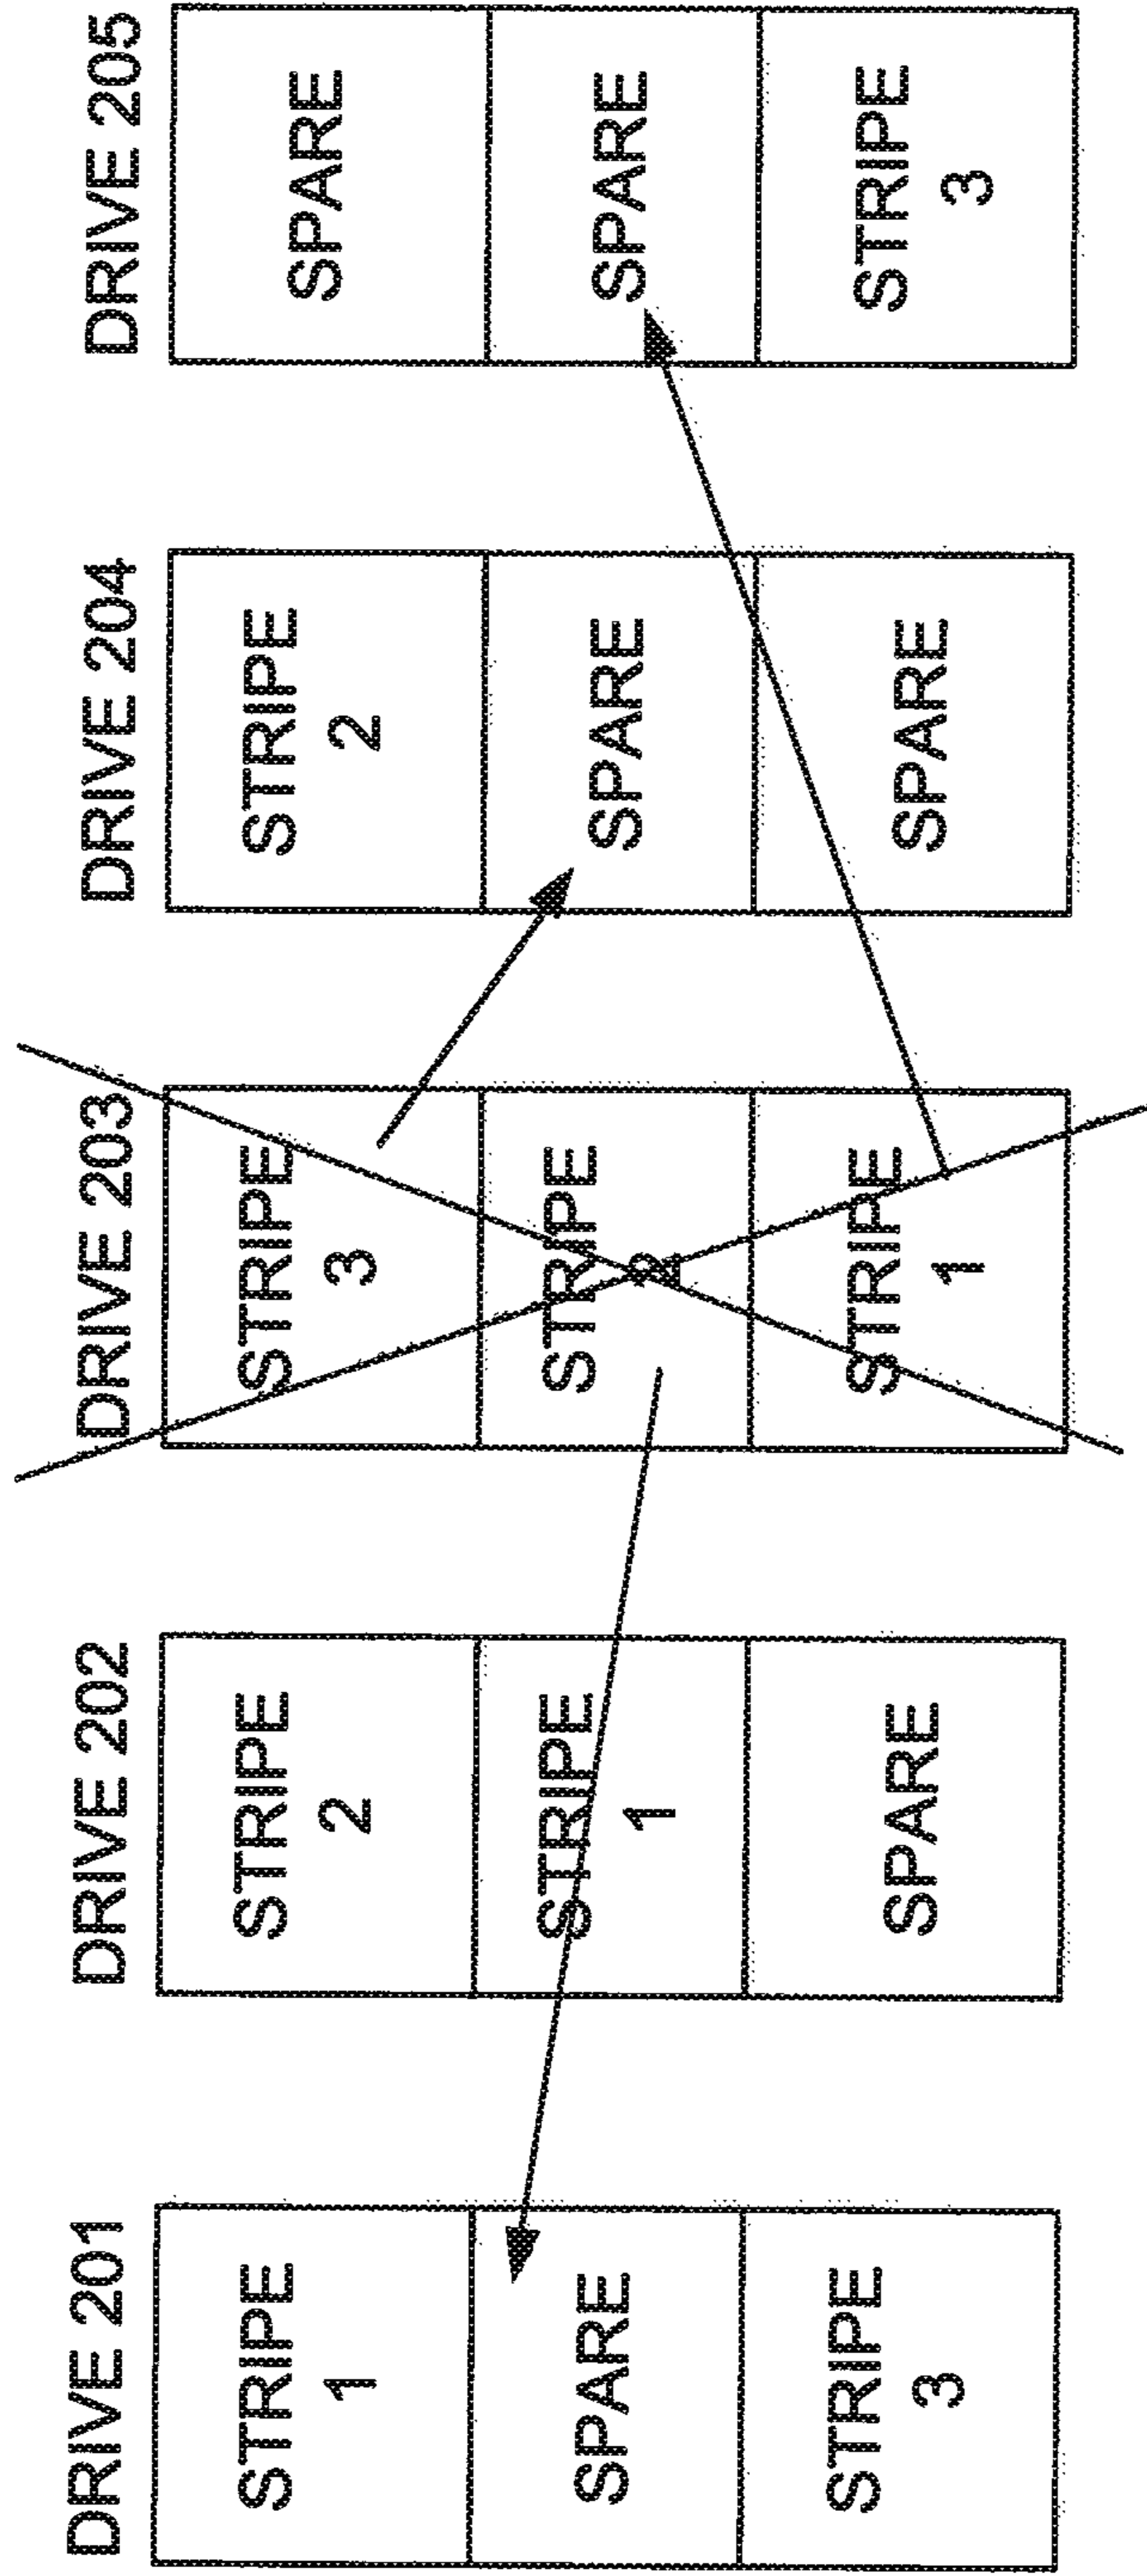 DRIVE 201
STRIPE
1
SPARE
STRIPE
3
DRIVE 202
STRIPE
2
STRIPE
1
SPARE
DRIVE 203
STRIPE
3
STRIPE
2
STRIPE
1
DRIVE 204
STRIPE
2
SPARE
SPARE
DRIVE 205
SPARE
SPARE
STRIPE
3